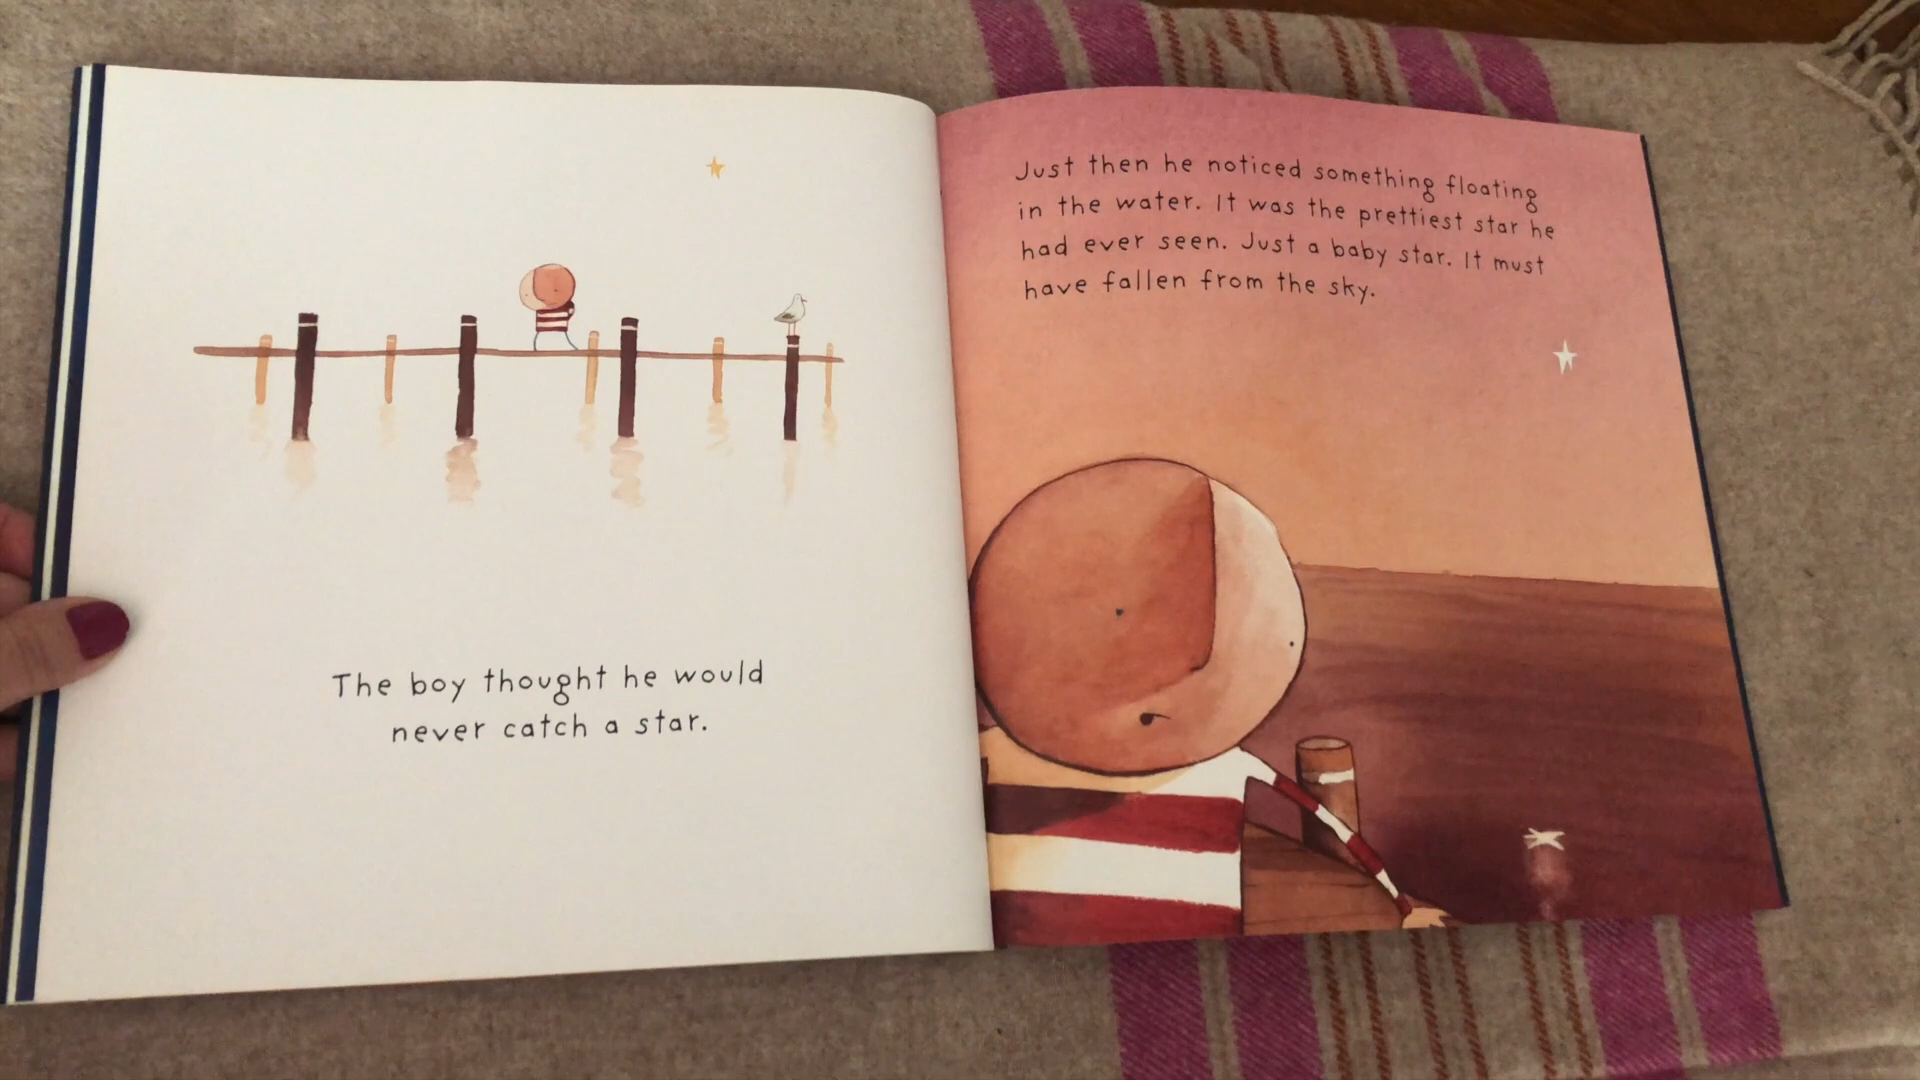 The boy thought he would
never catch a star.
Just then he noticed something floating
in the water. It was the prettiest star he
had ever seen. Just a baby star. It must
have fallen from the sky.